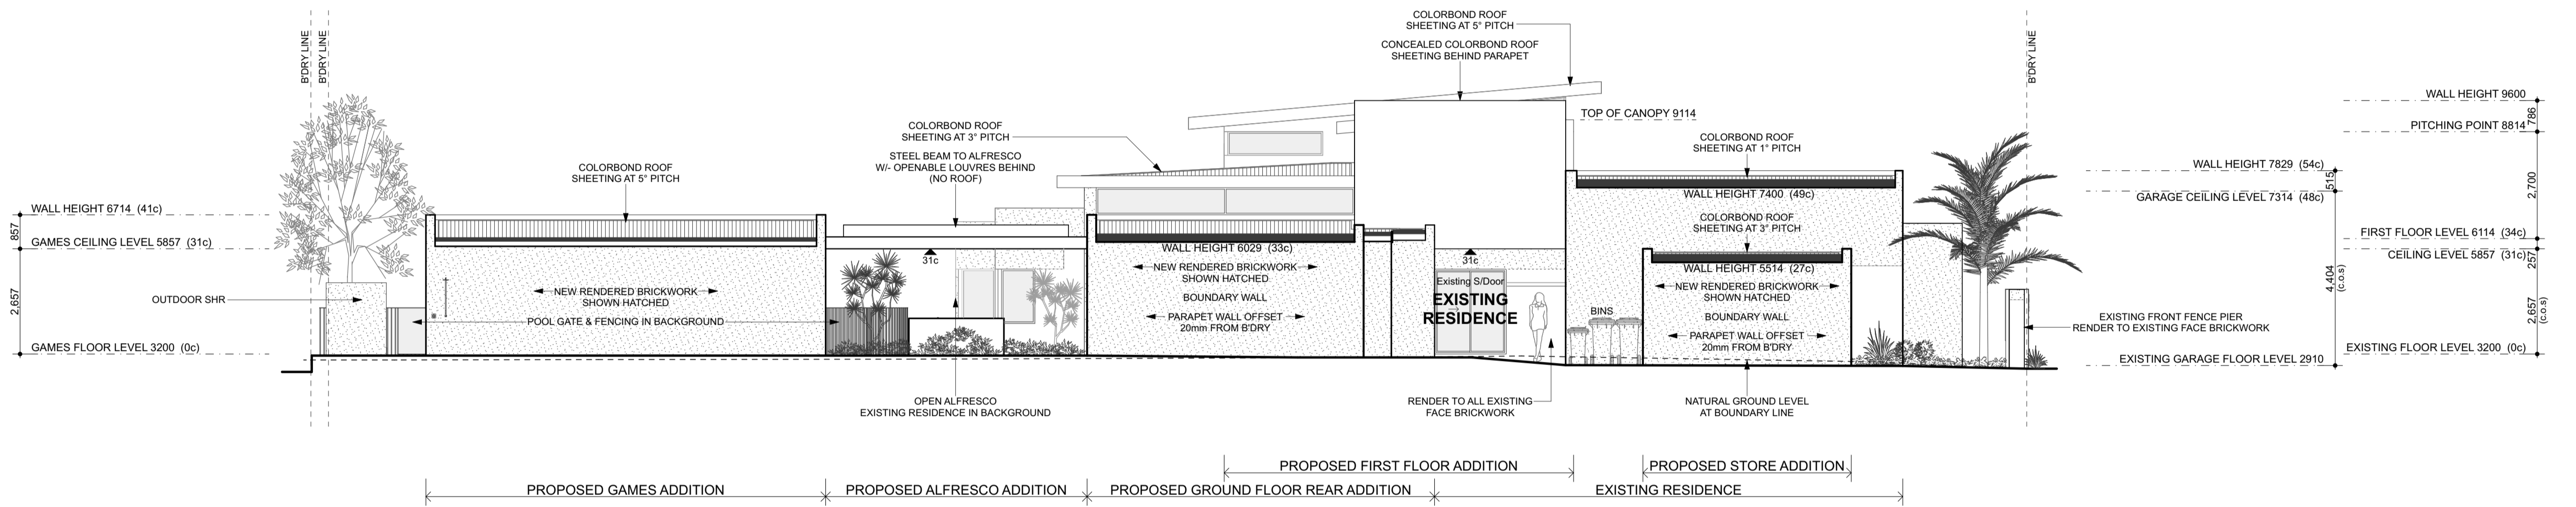 COLORBOND ROOF
SHEETING AT 5° PITCH
CONCEALED COLORBOND ROOF
SHEETING BEHIND PARAPET
B'DRY LINE
B'DRY LINE
B'DRY LINE
WALL HEIGHT 9600
786
TOP OF CANOPY 9114
PITCHING POINT 8814
COLORBOND ROOF
SHEETING AT 3° PITCH
STEEL BEAM TO ALFRESCO
W/- OPENABLE LOUVRES BEHIND
(NO ROOF)
COLORBOND ROOF
SHEETING AT 1° PITCH
COLORBOND ROOF
SHEETING AT 5° PITCH
WALL HEIGHT 7829 (54c)
515
2,700
WALL HEIGHT 7400 (49c)
GARAGE CEILING LEVEL 7314 (48c)
WALL HEIGHT 6714 (41c)
857
COLORBOND ROOF
SHEETING AT 3° PITCH
FIRST FLOOR LEVEL 6114 (34c)
GAMES CEILING LEVEL 5857 (31c)
WALL HEIGHT 6029 (33c)
CEILING LEVEL 5857 (31c)
257
31c
31c
NEW RENDERED BRICKWORK
SHOWN HATCHED
WALL HEIGHT 5514 (27c)
Existing S/Door
4,404
(c.o.s)
NEW RENDERED BRICKWORK
SHOWN HATCHED
NEW RENDERED BRICKWORK
SHOWN HATCHED
OUTDOOR SHR
BOUNDARY WALL
EXISTING
RESIDENCE
2,657
2,657
(c.o.s)
BINS
BOUNDARY WALL
POOL GATE & FENCING IN BACKGROUND
PARAPET WALL OFFSET
20mm FROM B'DRY
EXISTING FRONT FENCE PIER
RENDER TO EXISTING FACE BRICKWORK
PARAPET WALL OFFSET
20mm FROM B'DRY
GAMES FLOOR LEVEL 3200 (0c)
EXISTING FLOOR LEVEL 3200 (0c)
EXISTING GARAGE FLOOR LEVEL 2910
OPEN ALFRESCO
EXISTING RESIDENCE IN BACKGROUND
RENDER TO ALL EXISTING
FACE BRICKWORK
NATURAL GROUND LEVEL
AT BOUNDARY LINE
PROPOSED FIRST FLOOR ADDITION
PROPOSED STORE ADDITION
PROPOSED GAMES ADDITION
PROPOSED ALFRESCO ADDITION
PROPOSED GROUND FLOOR REAR ADDITION
EXISTING RESIDENCE